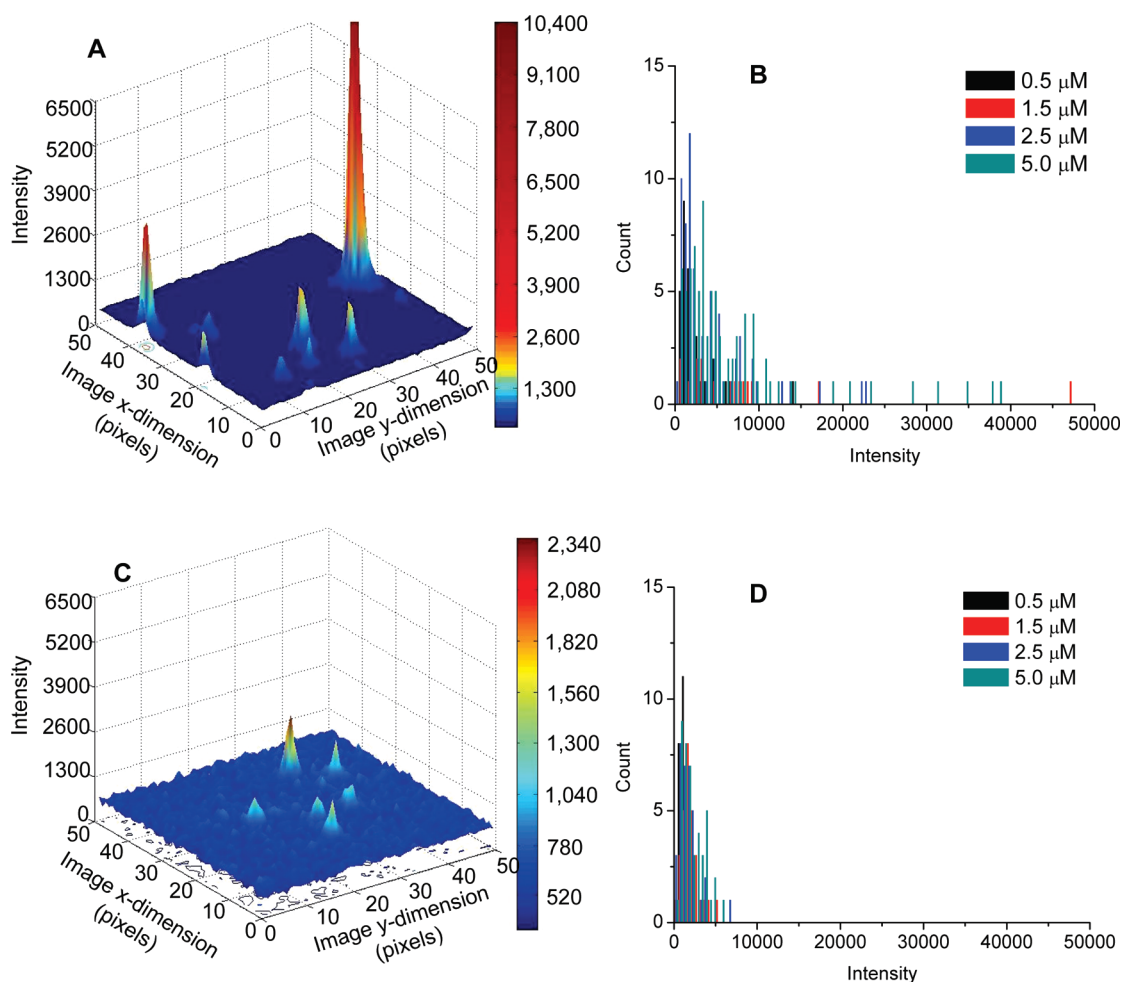 A
Intensity
6500
5200
3900
2600
1300
0
50
40
30
20
10
0
Image x-dimension
(pixels)
0
10
20
30
40
50
Image y-dimension
(pixels)
10,400
9,100
7,800
6,500
5,200
3,900
2,600
1,300
B
0.5 μM
1.5 μM
2.5 μM
5.0 μM
Count
15
10
5
0
0 10000 20000 30000 40000 50000
Intensity
C
Intensity
6500
5200
3900
2600
1300
0
50
40
30
20
10
0
Image x-dimension
(pixels)
0
10
20
30
40
50
Image y-dimension
(pixels)
2,340
2,080
1,820
1,560
1,300
1,040
780
520
D
0.5 μM
1.5 μM
2.5 μM
5.0 μM
Count
15
10
5
0
0 10000 20000 30000 40000 50000
Intensity